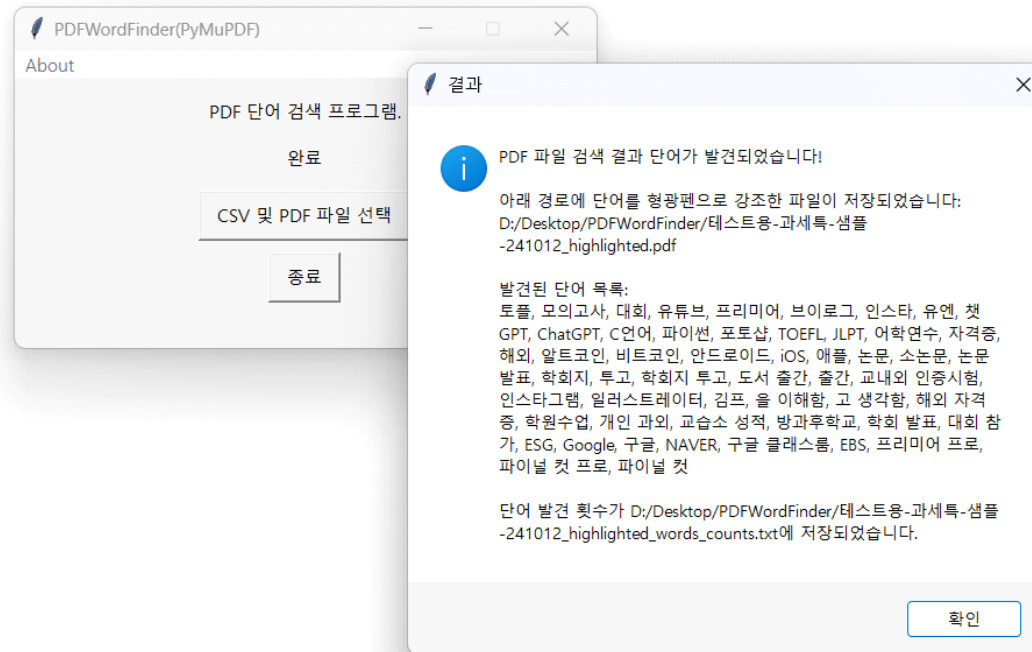 PDFWordFinder(PyMuPDF)
About
PDF 단어 검색 프로그램.
완료
CSV 및 PDF 파일 선택
종료
결과
PDF 파일 검색 결과 단어가 발견되었습니다!
아래 경로에 단어를 형광펜으로 강조한 파일이 저장되었습니다:
D:/Desktop/PDFWordFinder/테스트용-과세특-샘플
-241012_highlighted.pdf
발견된 단어 목록:
토플, 모의고사, 대회, 유튜브, 프리미어, 브이로그, 인스타, 유엔, 챗
GPT, ChatGPT, C언어, 파이썬, 포토샵, TOEFL, JLPT, 어학연수, 자격증,
해외, 알트코인, 비트코인, 안드로이드, iOS, 애플, 논문, 소논문, 논문
발표, 학회지, 투고, 학회지 투고, 도서 출간, 출간, 교내외 인증시험,
인스타그램, 일러스트레이터, 김프, 을 이해함, 고 생각함, 해외 자격
증, 학원수업, 개인 과외, 교습소 성적, 방과후학교, 학회 발표, 대회 참
가, ESG, Google, 구글, NAVER, 구글 클래스룸, EBS, 프리미어 프로,
파이널 컷 프로, 파이널 컷
단어 발견 횟수가 D:/Desktop/PDFWordFinder/테스트용-과세특-샘플
-241012_highlighted_words_counts.txt에 저장되었습니다.
확인